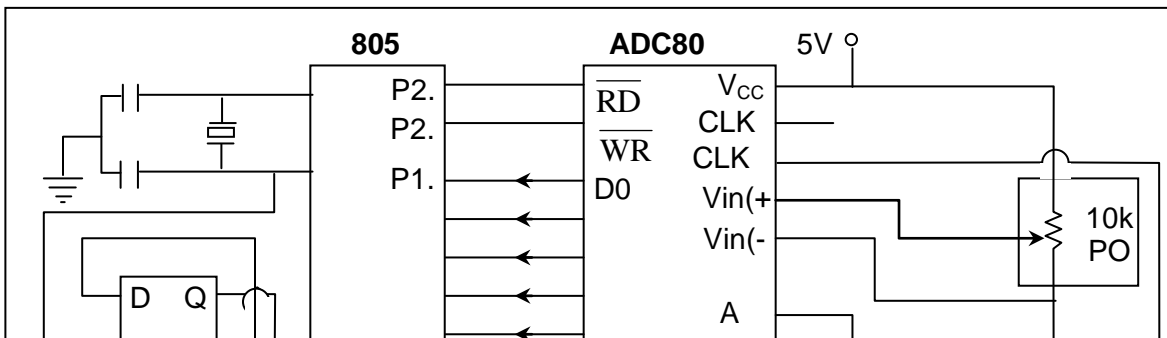 805
ADC80
5V
P2.
RD
VCC
P2.
WR
CLK
CLK
P1.
D0
Vin(+
10k
PO
Vin(-
D Q
A